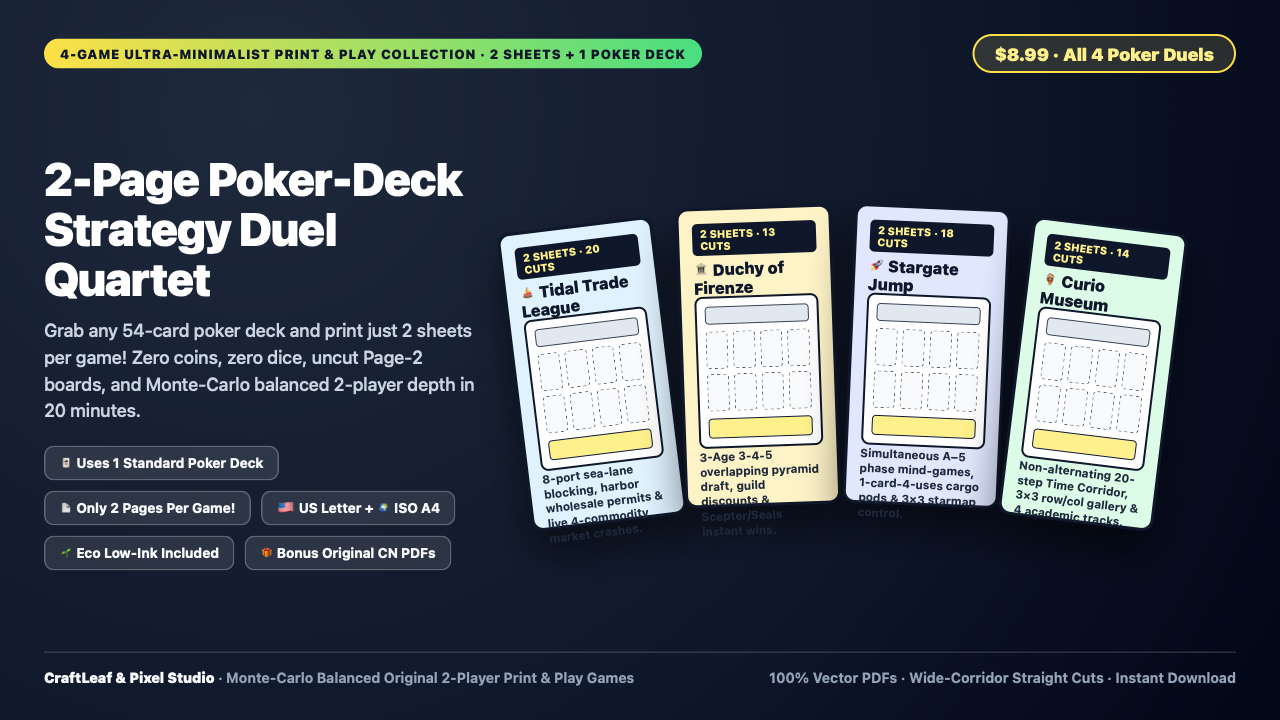 4-GAME ULTRA-MINIMALIST PRINT & PLAY COLLECTION · 2 SHEETS + 1 POKER DECK
$8.99 · All 4 Poker Duels
2-Page Poker-Deck
Strategy Duel
Quartet
Grab any 54-card poker deck and print just 2 sheets
per game! Zero coins, zero dice, uncut Page-2
boards, and Monte-Carlo balanced 2-player depth in
20 minutes.
Uses 1 Standard Poker Deck
Only 2 Pages Per Game!
US Letter + ISO A4
Eco Low-Ink Included
Bonus Original CN PDFs
2 SHEETS · 20
CUTS
Tidal Trade
League
8-port sea-lane
blocking, harbor
wholesale permits &
live 4-commodity
market crashes.
2 SHEETS · 13
CUTS
Duchy of
Firenze
3-Age 3-4-5
overlapping pyramid
draft, guild
discounts &
Scepter/Seals
instant wins.
2 SHEETS · 18
CUTS
Stargate
Jump
Simultaneous A–5
phase mind-games,
1-card-4-uses cargo
pods & 3×3 starmap
control.
2 SHEETS · 14
CUTS
Curio
Museum
Non-alternating 20-
step Time Corridor,
3×3 row/col gallery &
4 academic tracks.
CraftLeaf & Pixel Studio · Monte-Carlo Balanced Original 2-Player Print & Play Games
100% Vector PDFs · Wide-Corridor Straight Cuts · Instant Download